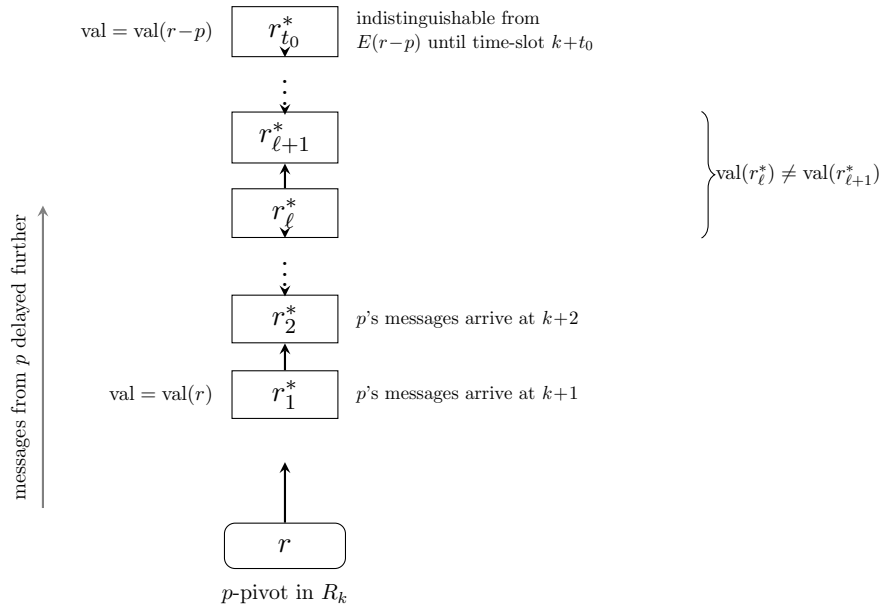 val = val(r−p)
r*_{t_0}
indistinguishable from
E(r−p) until time-slot k+t_0
r*_{ℓ+1}
val(r*_ℓ) ≠ val(r*_{ℓ+1})
r*_ℓ
messages from p delayed further
r*_2
p's messages arrive at k+2
val = val(r)
r*_1
p's messages arrive at k+1
r
p-pivot in R_k